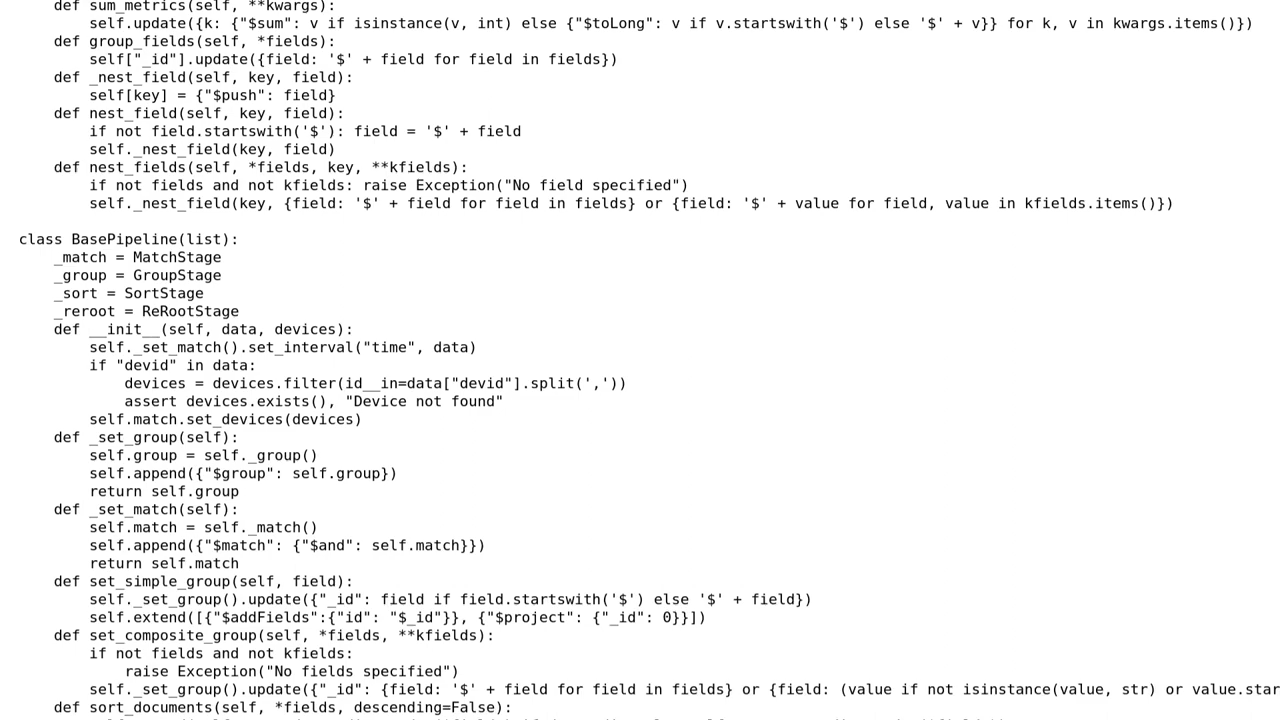 def sum_metrics(self, **kwargs):
        self.update({k: {"$sum": v if isinstance(v, int) else {"$toLong": v if v.startswith('$') else '$' + v}} for k, v in kwargs.items()})
    def group_fields(self, *fields):
        self["_id"].update({field: '$' + field for field in fields})
    def _nest_field(self, key, field):
        self[key] = {"$push": field}
    def nest_field(self, key, field):
        if not field.startswith('$'): field = '$' + field
        self._nest_field(key, field)
    def nest_fields(self, *fields, key, **kfields):
        if not fields and not kfields: raise Exception("No field specified")
        self._nest_field(key, {field: '$' + field for field in fields} or {field: '$' + value for field, value in kfields.items()})

class BasePipeline(list):
    _match = MatchStage
    _group = GroupStage
    _sort = SortStage
    _reroot = ReRootStage
    def __init__(self, data, devices):
        self._set_match().set_interval("time", data)
        if "devid" in data:
            devices = devices.filter(id__in=data["devid"].split(','))
            assert devices.exists(), "Device not found"
        self.match.set_devices(devices)
    def _set_group(self):
        self.group = self._group()
        self.append({"$group": self.group})
        return self.group
    def _set_match(self):
        self.match = self._match()
        self.append({"$match": {"$and": self.match}})
        return self.match
    def set_simple_group(self, field):
        self._set_group().update({"_id": field if field.startswith('$') else '$' + field})
        self.extend([{"$addFields":{"id": "$_id"}}, {"$project": {"_id": 0}}])
    def set_composite_group(self, *fields, **kfields):
        if not fields and not kfields:
            raise Exception("No fields specified")
        self._set_group().update({"_id": {field: '$' + field for field in fields} or {field: (value if not isinstance(value, str) or value.star
    def sort_documents(self, *fields, descending=False):